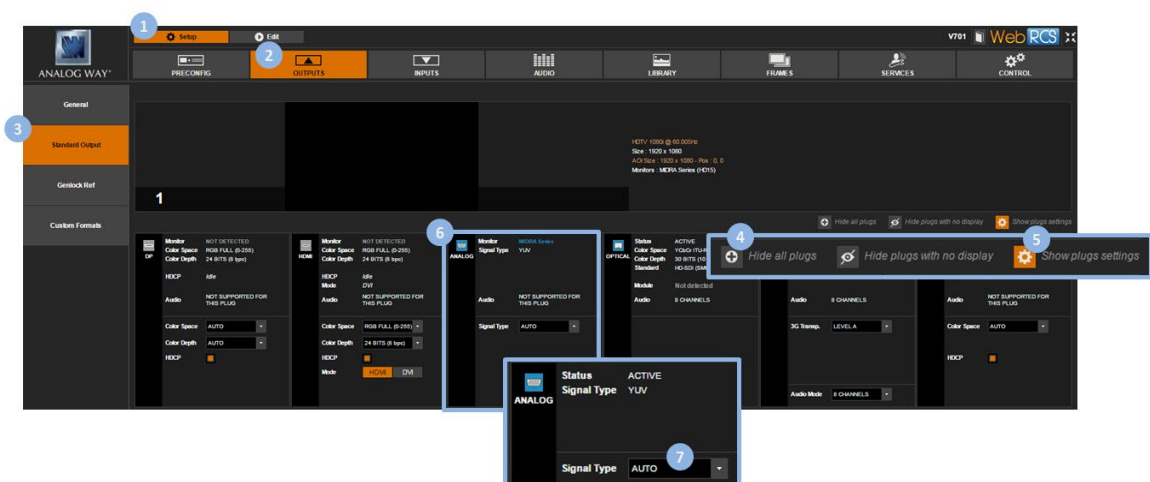 1
Setup
Edit
V701
Web RCS
ANALOG WAY®
2
PRECONFIG
OUTPUTS
INPUTS
AUDIO
LIBRARY
FRAMES
SERVICES
CONTROL
General
3
Standard Output
Genlock Ref
Custom Formats
HDTV 1080i @ 60.00Hz
Size : 1920 x 1080
AOI Size : 1920 x 1080 - Pos : 0, 0
Monitors : MIDRA Series (HD15)
1
Hide all plugs
Hide plugs with no display
Show plugs settings
DP
Monitor NOT DETECTED
Color Space RGB FULL (0-255)
Color Depth 24 BITS (8 bpc)
HDCP Idle
Audio NOT SUPPORTED FOR
THIS PLUG
Color Space AUTO
Color Depth AUTO
HDCP
HDMI
Monitor NOT DETECTED
Color Space RGB FULL (0-255)
Color Depth 24 BITS (8 bpc)
HDCP Idle
Mode DVI
Audio NOT SUPPORTED FOR
THIS PLUG
Color Space RGB FULL (0-255)
Color Depth 24 BITS (8 bpc)
HDCP
Mode HDMI DVI
6
ANALOG
Monitor MIDRA Series
Signal Type YUV
Audio NOT SUPPORTED FOR
THIS PLUG
Signal Type AUTO
OPTICAL
Status ACTIVE
Color Space YCbCr ITU-R
Color Depth 30 BITS (10
Standard HD-SDI (SM
Module Not detected
Audio 8 CHANNELS
4
Hide all plugs
Hide plugs with no display
5
Show plugs settings
Audio 8 CHANNELS
3G Transp. LEVEL A
Audio Mode 8 CHANNELS
Audio NOT SUPPORTED FOR
THIS PLUG
Color Space AUTO
HDCP
ANALOG
Status ACTIVE
Signal Type YUV
7
Signal Type AUTO